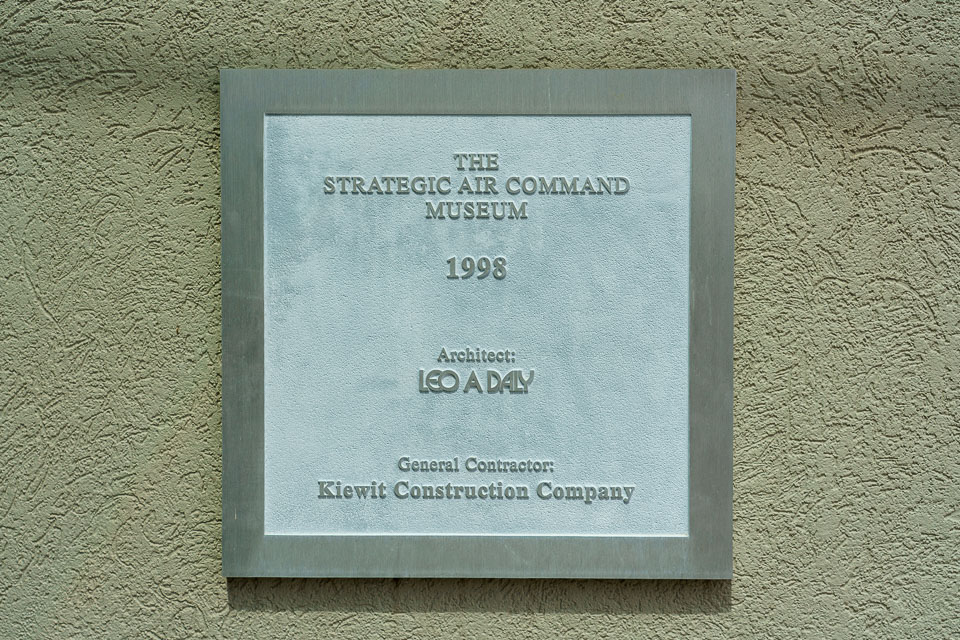 THE
STRATEGIC AIR COMMAND
MUSEUM
1998
Architect:
LEO A DALY
General Contractor:
Kiewit Construction Company